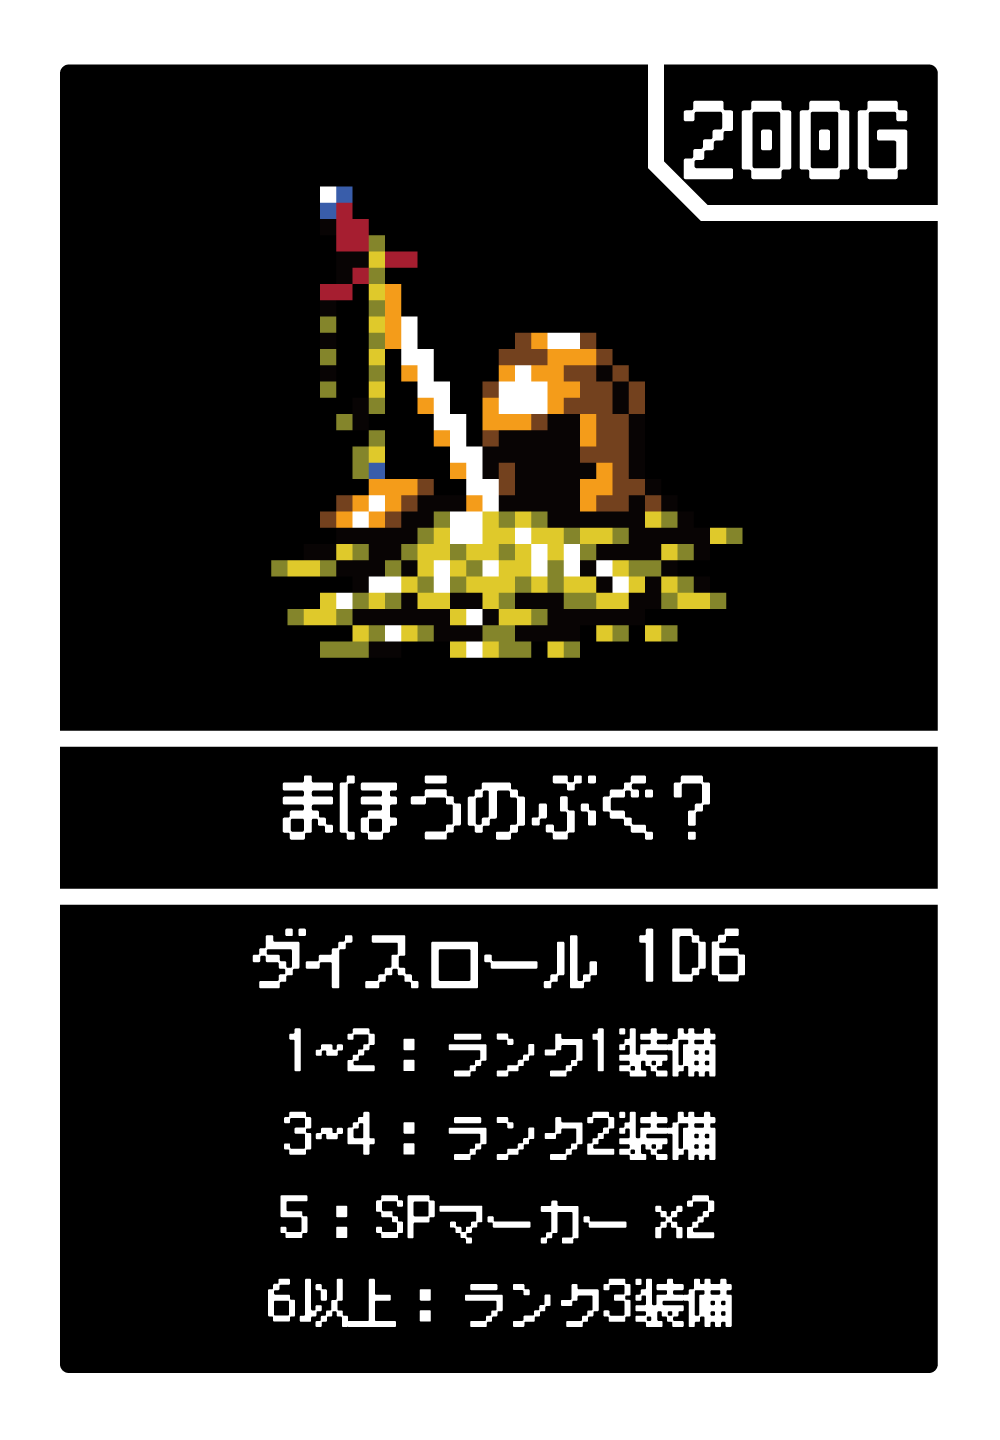 2006
まほうのぶぐ？
ダイスロール 1D6
1~2：ランク1装備
3~4：ランク2装備
5：SPマーカー ×2
6以上：ランク3装備